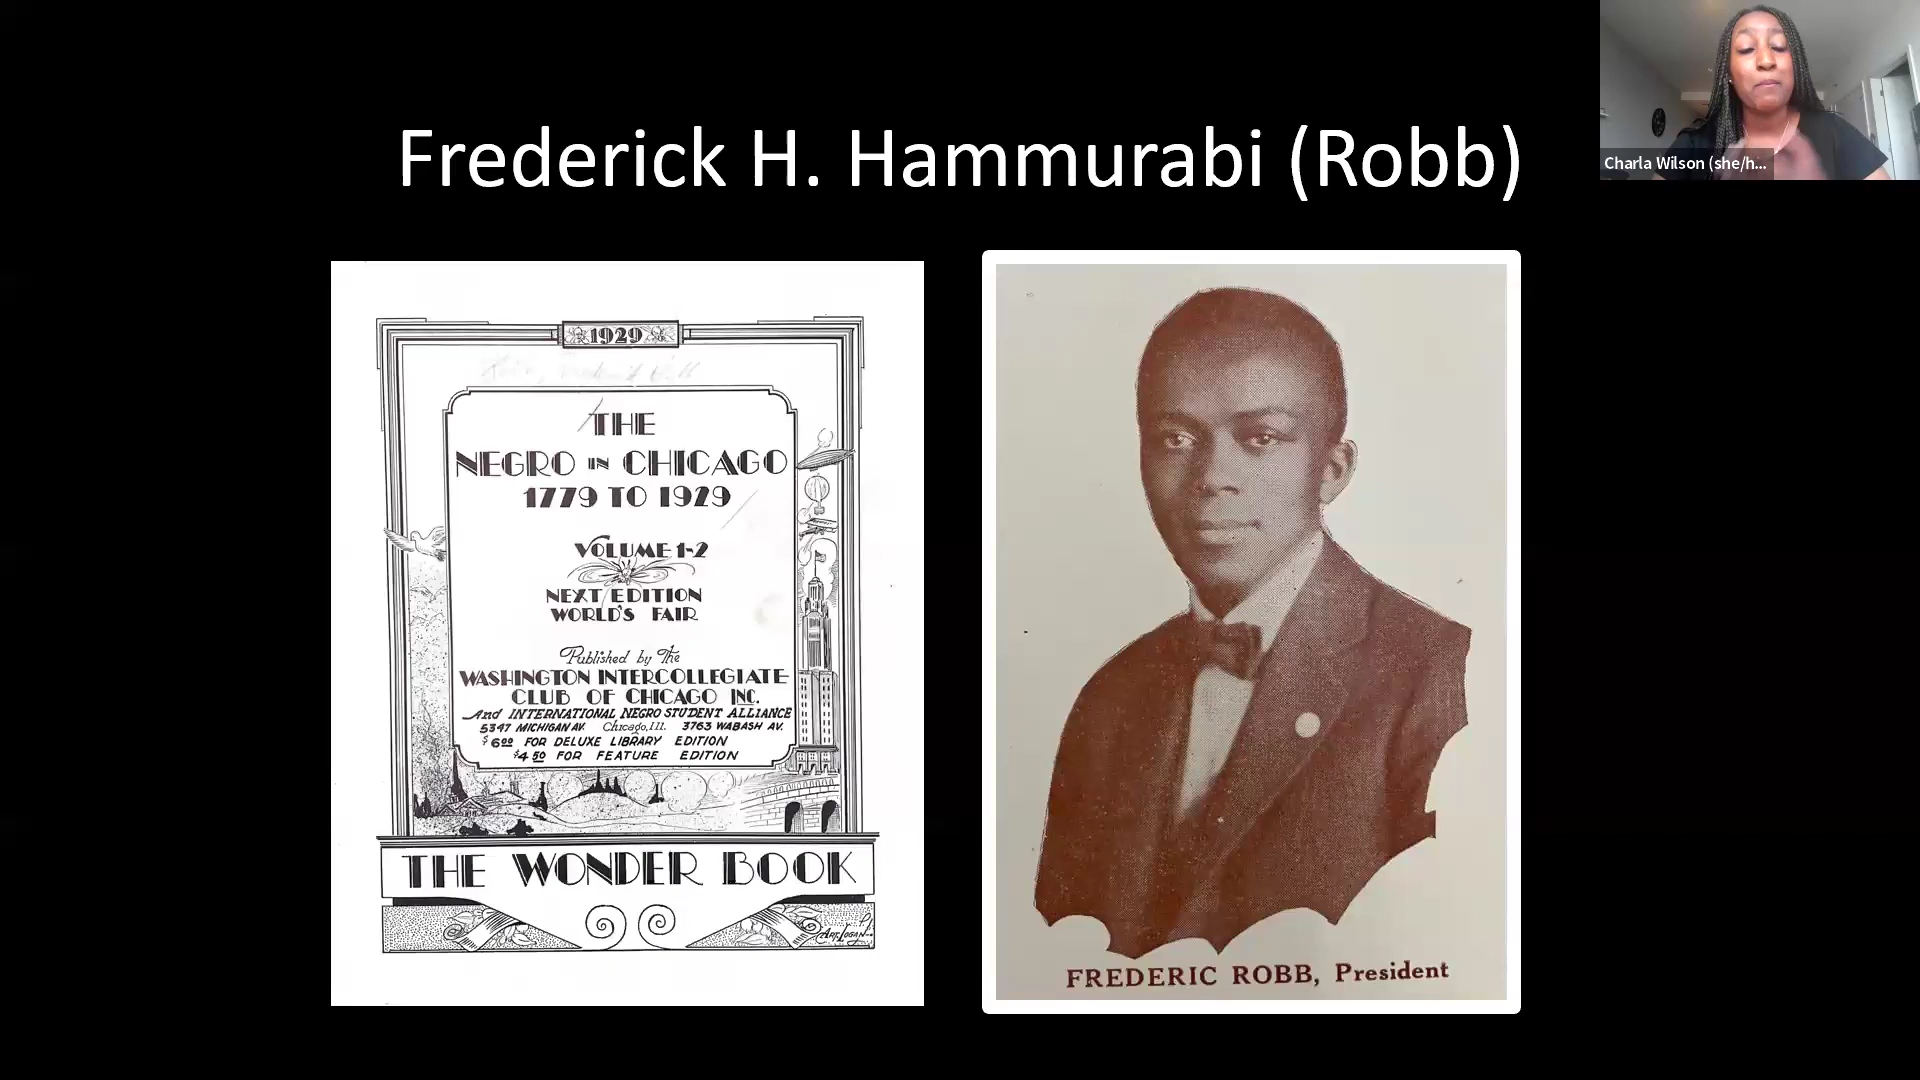 Frederick H. Hammurabi (Robb)
Charla Wilson (she/h...
1929
THE
NEGRO IN CHICAGO
1779 TO 1929
VOLUME 1-2
NEXT EDITION
WORLD'S FAIR
Published by The
WASHINGTON INTERCOLLEGIATE
CLUB OF CHICAGO INC.
And INTERNATIONAL NEGRO STUDENT ALLIANCE
5347 MICHIGAN AV. Chicago, Ill. 3763 WABASH AV.
$6.00 FOR DELUXE LIBRARY EDITION
$4.50 FOR FEATURE EDITION
THE WONDER BOOK
ART. LOGAN
FREDERIC ROBB, President